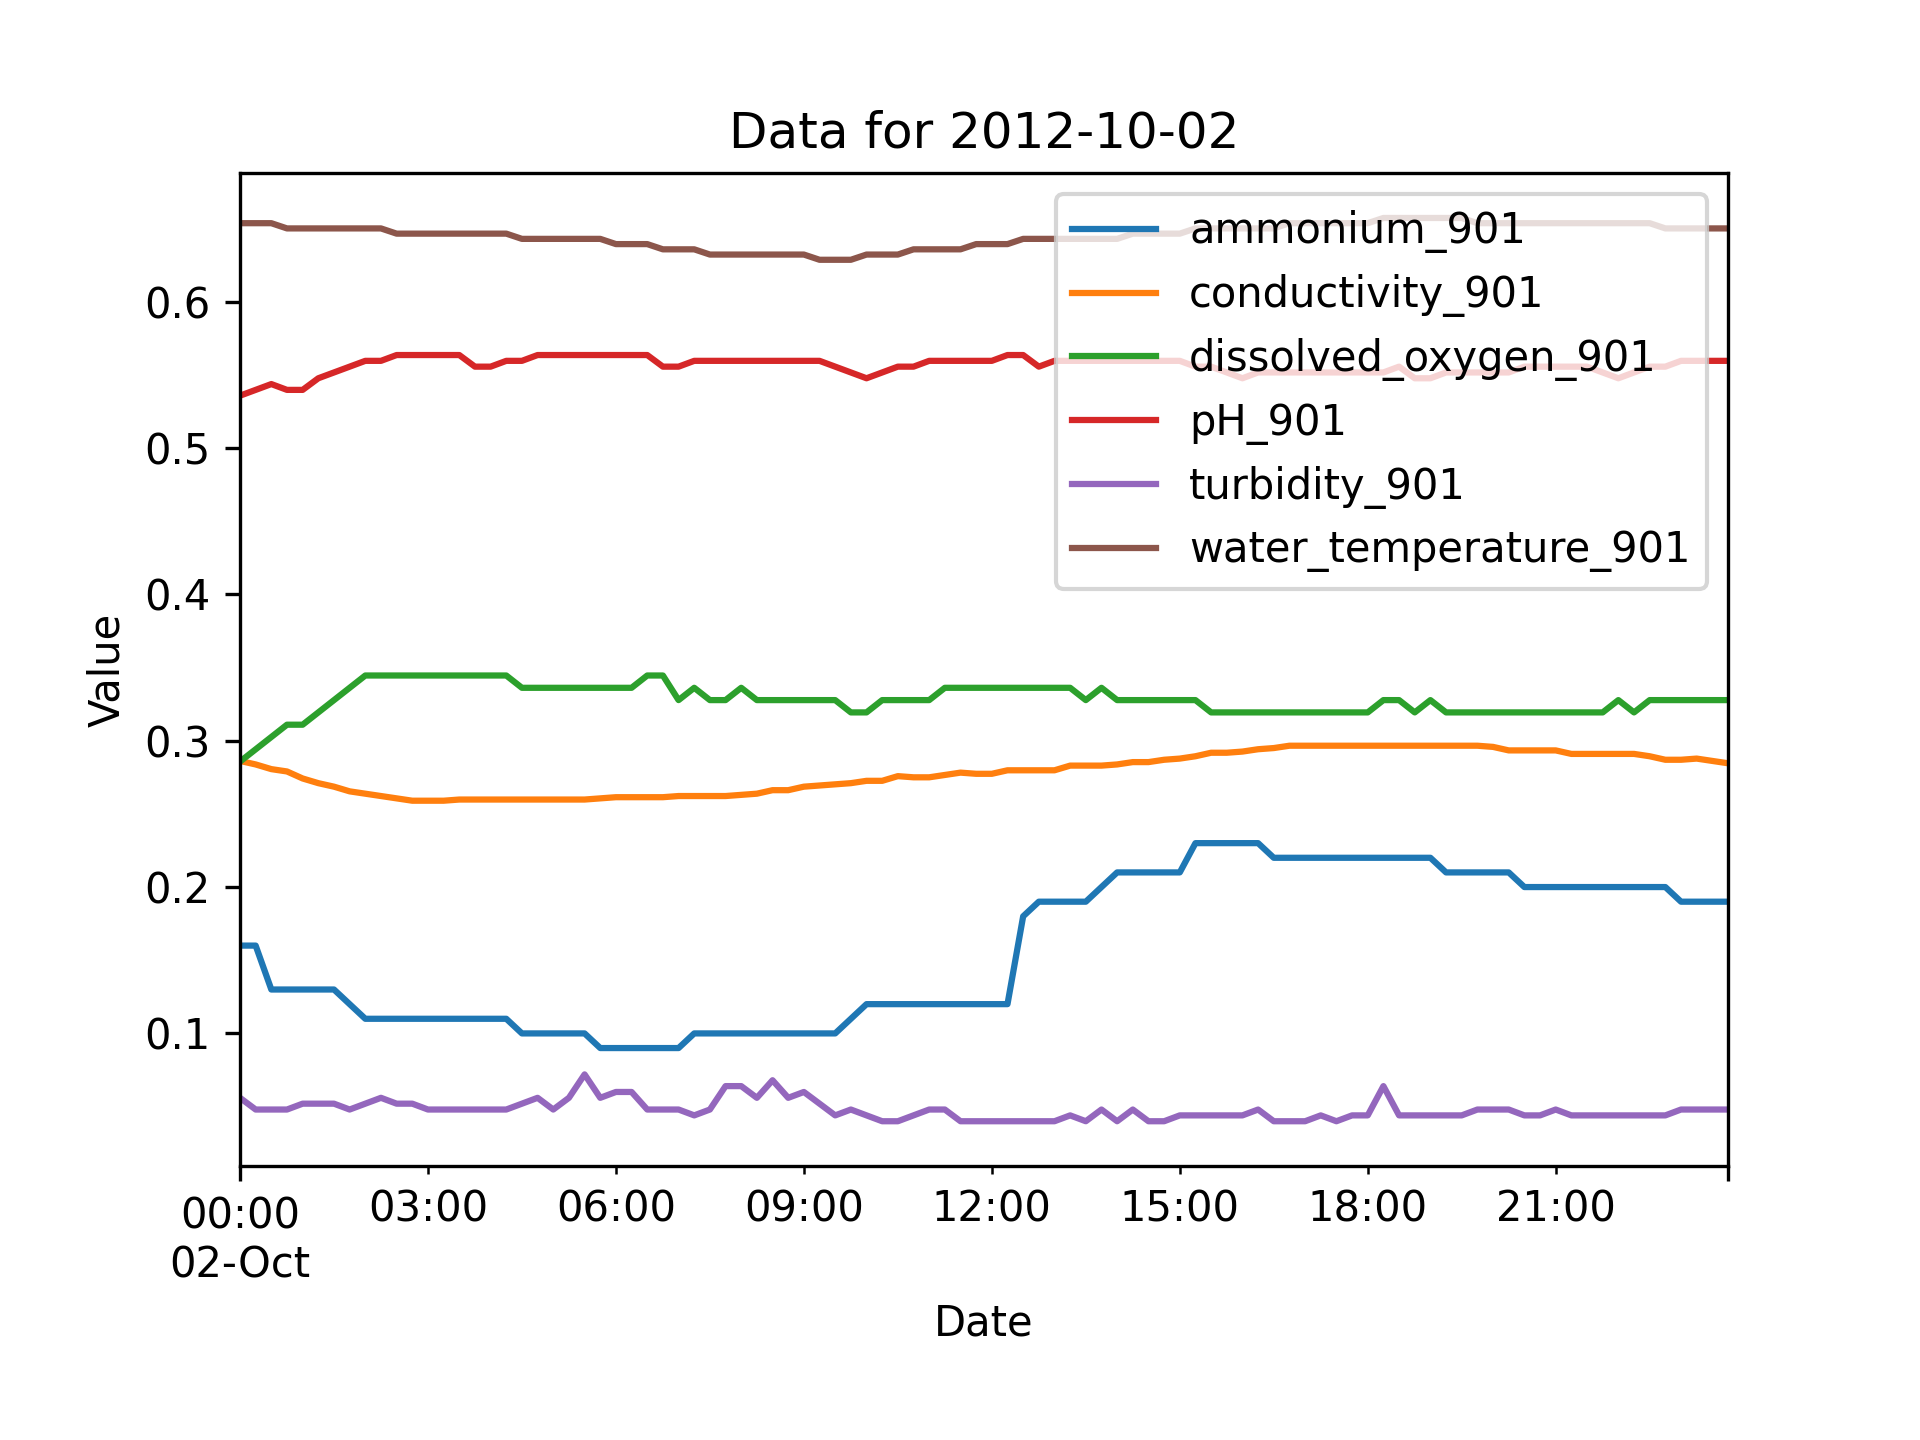 Data for 2012-10-02
ammonium_901
conductivity_901
dissolved_oxygen_901
pH_901
turbidity_901
water_temperature_901
Value
0.6
0.5
0.4
0.3
0.2
0.1
00:00 03:00 06:00 09:00 12:00 15:00 18:00 21:00
02-Oct
Date